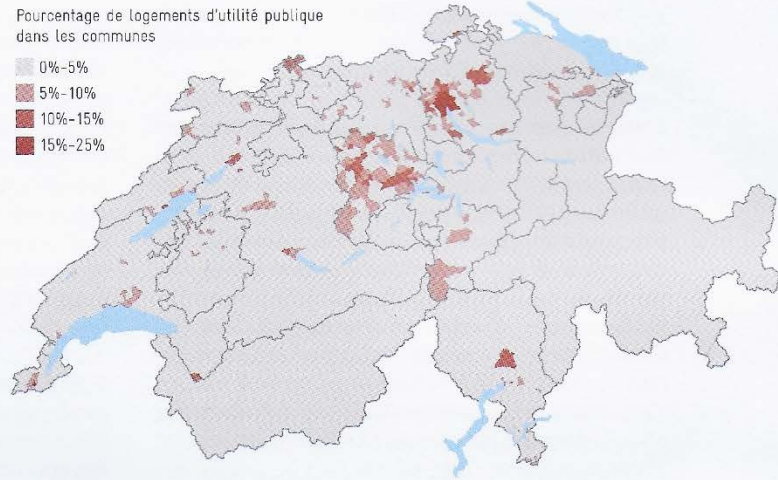 Pourcentage de logements d'utilité publique
dans les communes
0%-5%
5%-10%
10%-15%
15%-25%